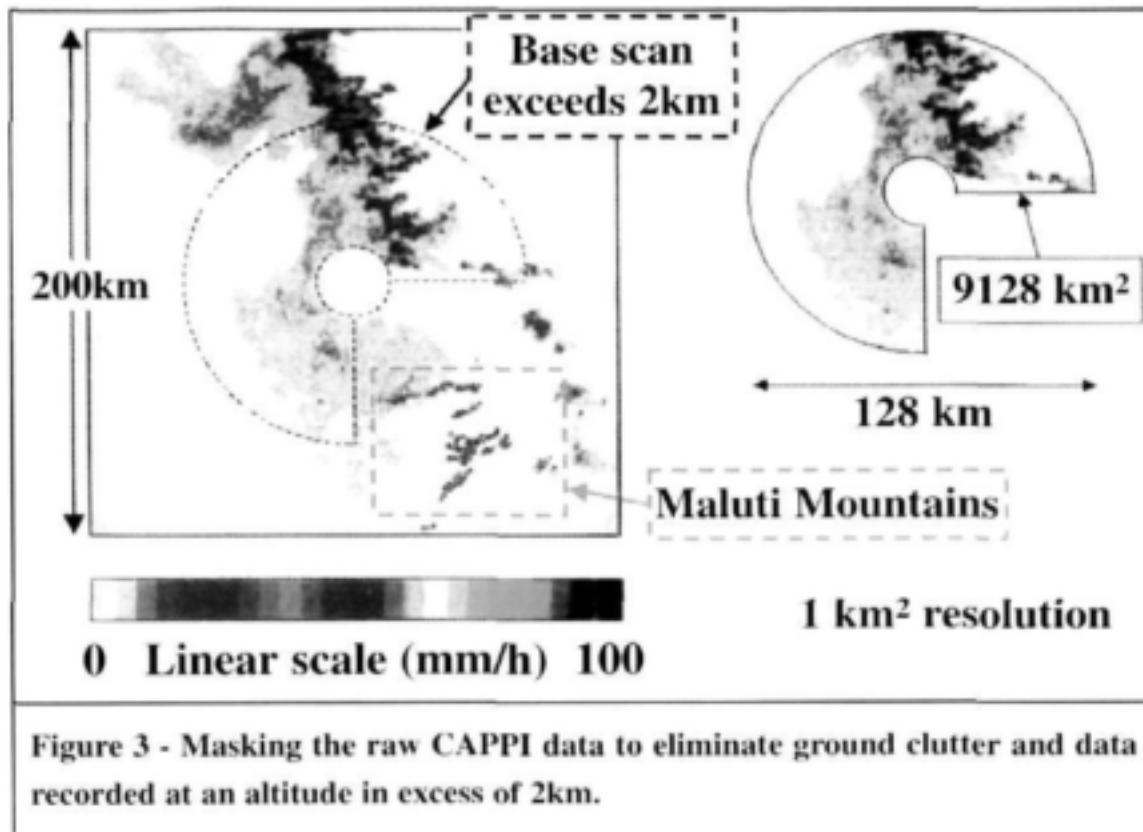 Base scan
exceeds 2km
200km
9128 km²
128 km
Maluti Mountains
0 Linear scale (mm/h) 100
1 km² resolution
Figure 3 - Masking the raw CAPPI data to eliminate ground clutter and data
recorded at an altitude in excess of 2km.